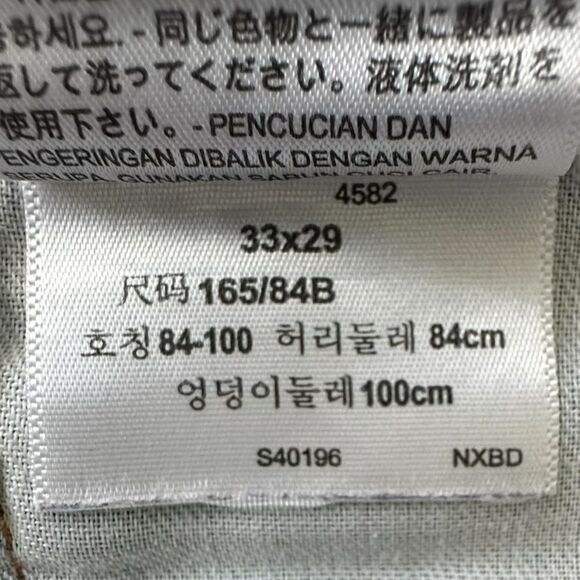 하세요. - 同じ色物と一緒に製品を
返して洗ってください。液体洗剤を
使用下さい。- PENCUCIAN DAN
ENGERINGAN DIBALIK DENGAN WARNA
4582
33x29
尺码 165/84B
호칭 84-100 허리둘레 84cm
엉덩이둘레 100cm
S40196 NXBD